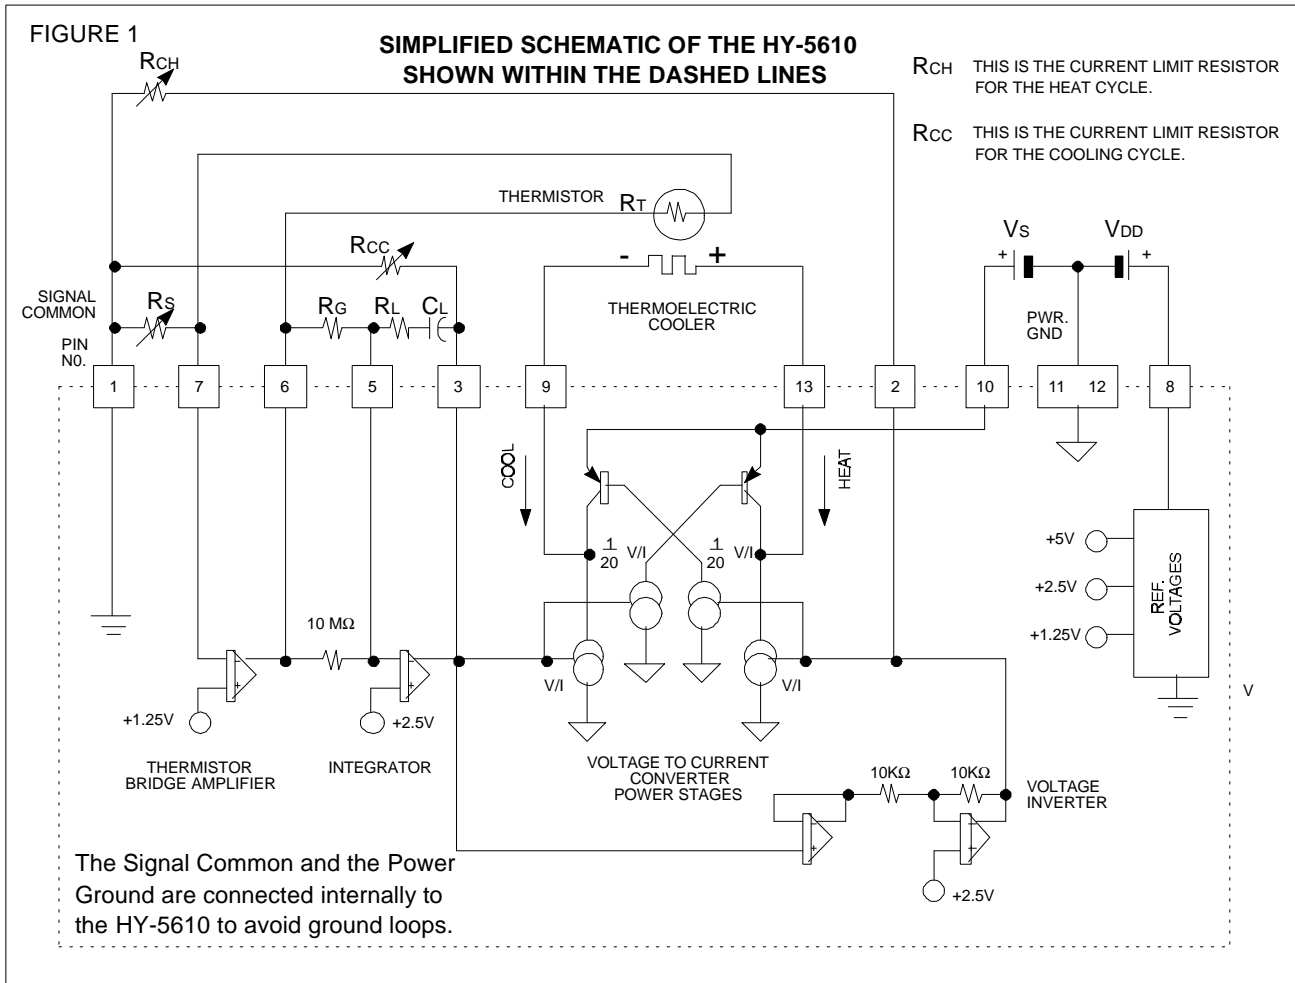 FIGURE 1
SIMPLIFIED SCHEMATIC OF THE HY-5610
SHOWN WITHIN THE DASHED LINES
RCH THIS IS THE CURRENT LIMIT RESISTOR
FOR THE HEAT CYCLE.
RCC THIS IS THE CURRENT LIMIT RESISTOR
FOR THE COOLING CYCLE.
RCH
THERMISTOR RT
RCC
- +
VS VDD
+ +
SIGNAL
COMMON
RS RG RL CL
THERMOELECTRIC
COOLER
PWR.
GND
PIN
N0.
1 7 6 5 3 9 13 2 10 11 12 8
COOL
HEAT
1
20
V/I
1
20
V/I
+5V
+2.5V
+1.25V
REF.
VOLTAGES
10 MΩ
-
+
-
+
V/I
V/I
V
+1.25V
+2.5V
THERMISTOR
BRIDGE AMPLIFIER
INTEGRATOR
VOLTAGE TO CURRENT
CONVERTER
POWER STAGES
10KΩ 10KΩ
VOLTAGE
INVERTER
-
+
-
+
+2.5V
The Signal Common and the Power
Ground are connected internally to
the HY-5610 to avoid ground loops.